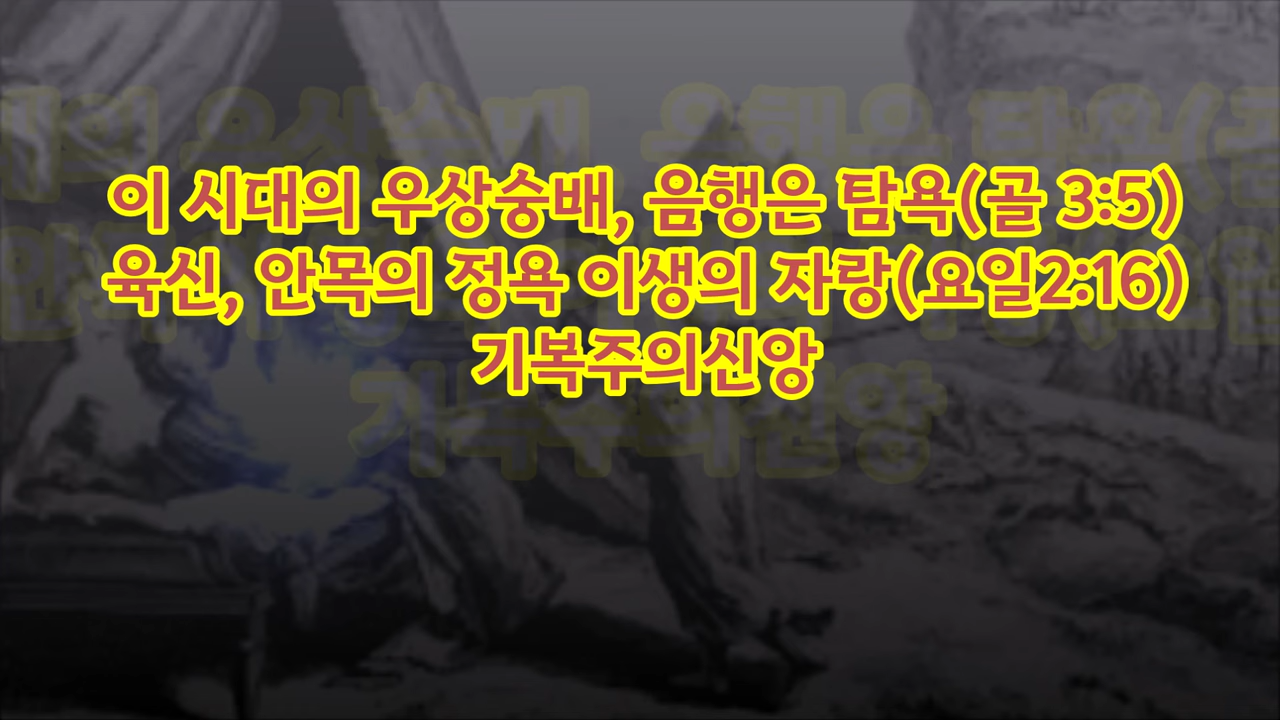 이 시대의 우상숭배, 음행은 탐욕(골 3:5)
육신, 안목의 정욕 이생의 자랑(요일2:16)
기복주의신앙